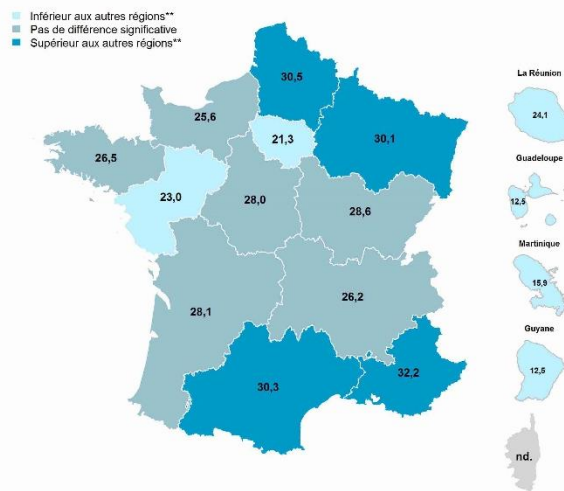 Inférieur aux autres régions**
Pas de différence significative
Supérieur aux autres régions**
30,5
La Réunion
25,6
24,1
21,3
30,1
26,5
Guadeloupe
12,5
23,0
28,0
28,6
Martinique
15,9
28,1
26,2
Guyane
12,5
30,3
32,2
nd.